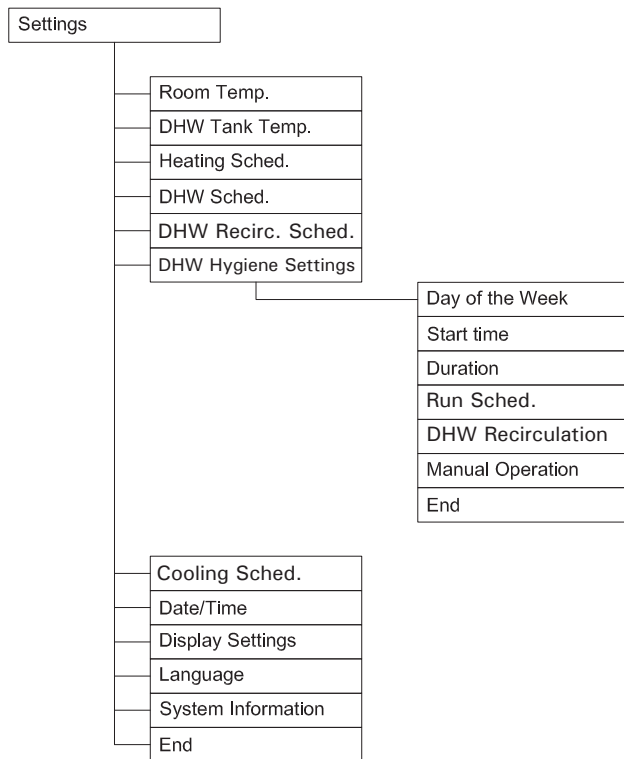 Settings
Room Temp.
DHW Tank Temp.
Heating Sched.
DHW Sched.
DHW Recirc. Sched.
DHW Hygiene Settings
Day of the Week
Start time
Duration
Run Sched.
DHW Recirculation
Manual Operation
End
Cooling Sched.
Date/Time
Display Settings
Language
System Information
End